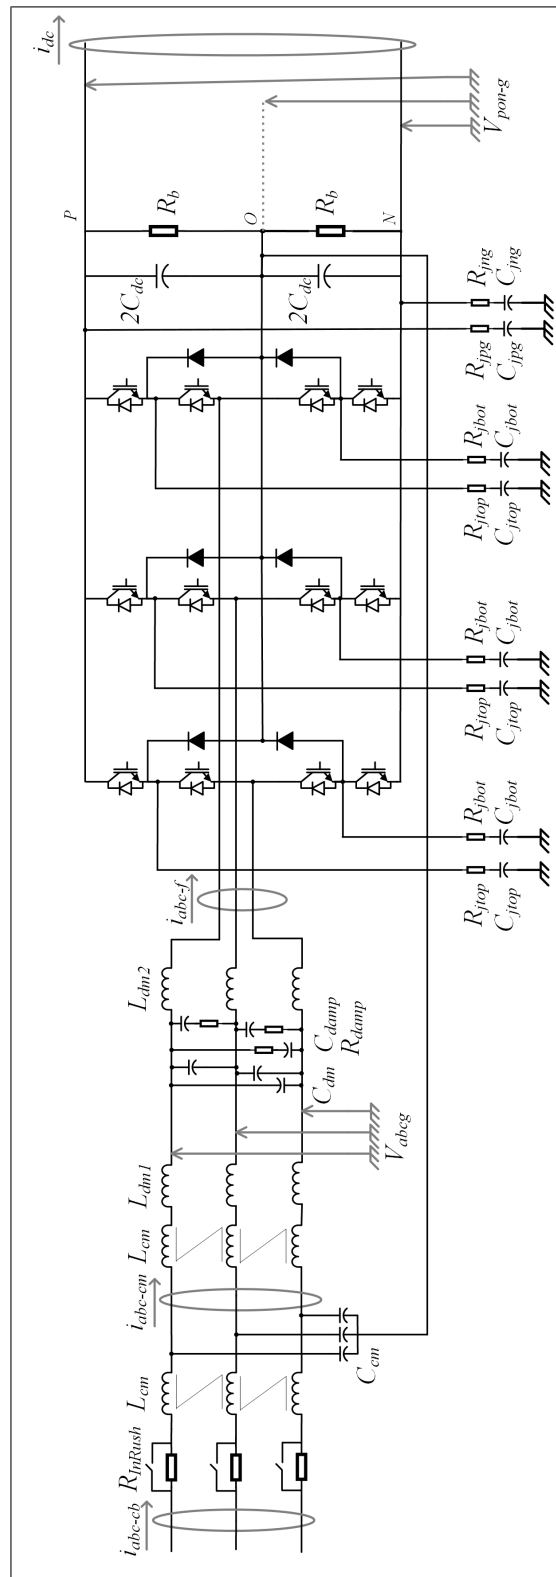 i_abc-cb
R_InRush
L_cm
C_cm
i_abc-cm
L_cm
L_dm1
V_abcg
C_dm
R_damp
C_damp
L_dm2
i_abc-f
R_jtop
C_jtop
R_jbot
C_jbot
R_jtop
C_jtop
R_jbot
C_jbot
R_jtop
C_jtop
R_jbot
C_jbot
R_jpg
C_jpg
R_jng
C_jng
2C_dc
2C_dc
R_b
R_b
P
O
N
V_pon-g
i_dc